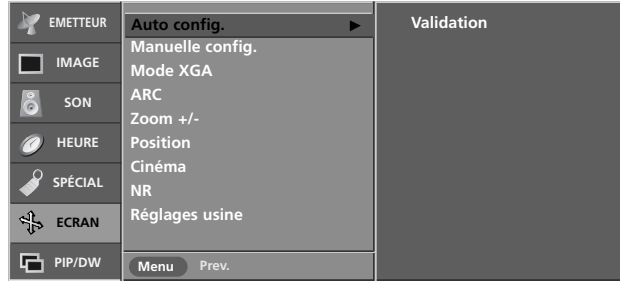 EMETTEUR
IMAGE
SON
HEURE
SPÉCIAL
ECRAN
PIP/DW
Auto config. ▶
Manuelle config.
Mode XGA
ARC
Zoom +/-
Position
Cinéma
NR
Réglages usine
Menu Prev.
Validation